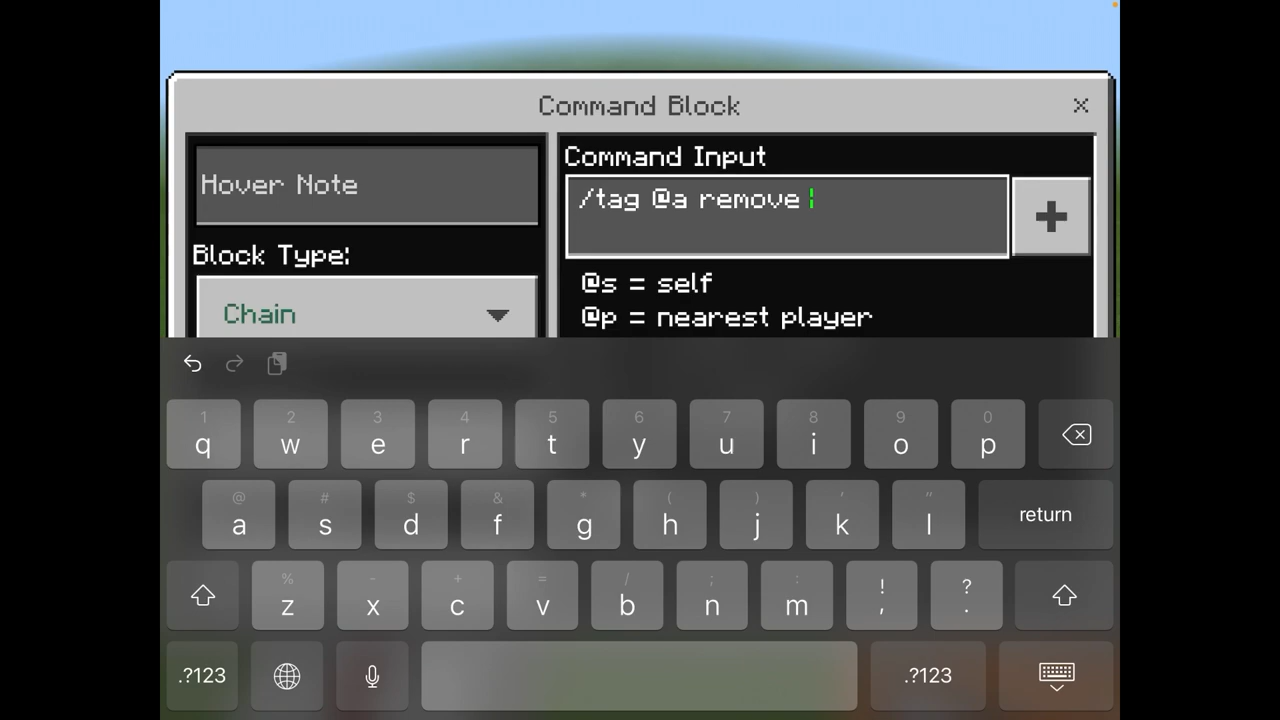 Command Block
Hover Note
Block Type:
Chain
Command Input
/tag @a remove
@s = self
@p = nearest player
1 2 3 4 5 6 7 8 9 0
q w e r t y u i o p
@ # $ & * ( ) ' "
a s d f g h j k l return
% - + = / ; : ! ?
z x c v b n m , .
.?123 .?123